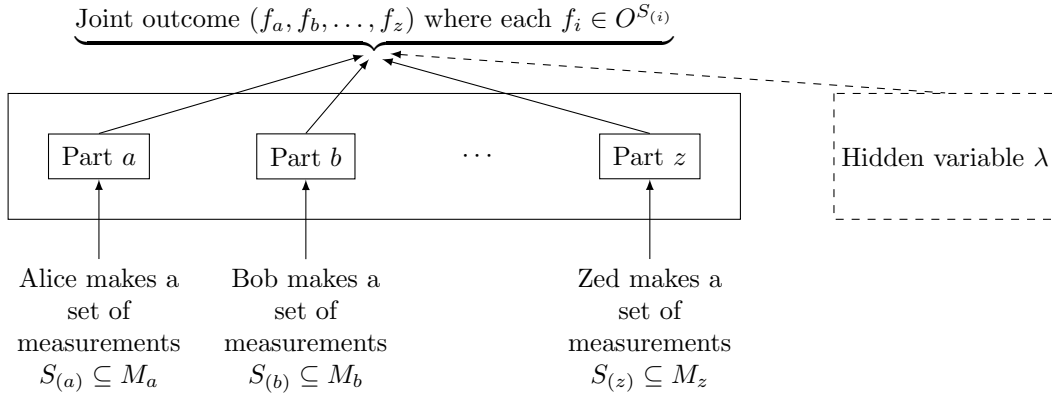 Joint outcome (f_a, f_b, . . . , f_z) where each f_i ∈ O^{S_{(i)}}
Part a
Part b
· · ·
Part z
Hidden variable λ
Alice makes a
set of
measurements
S_{(a)} ⊆ M_a
Bob makes a
set of
measurements
S_{(b)} ⊆ M_b
Zed makes a
set of
measurements
S_{(z)} ⊆ M_z